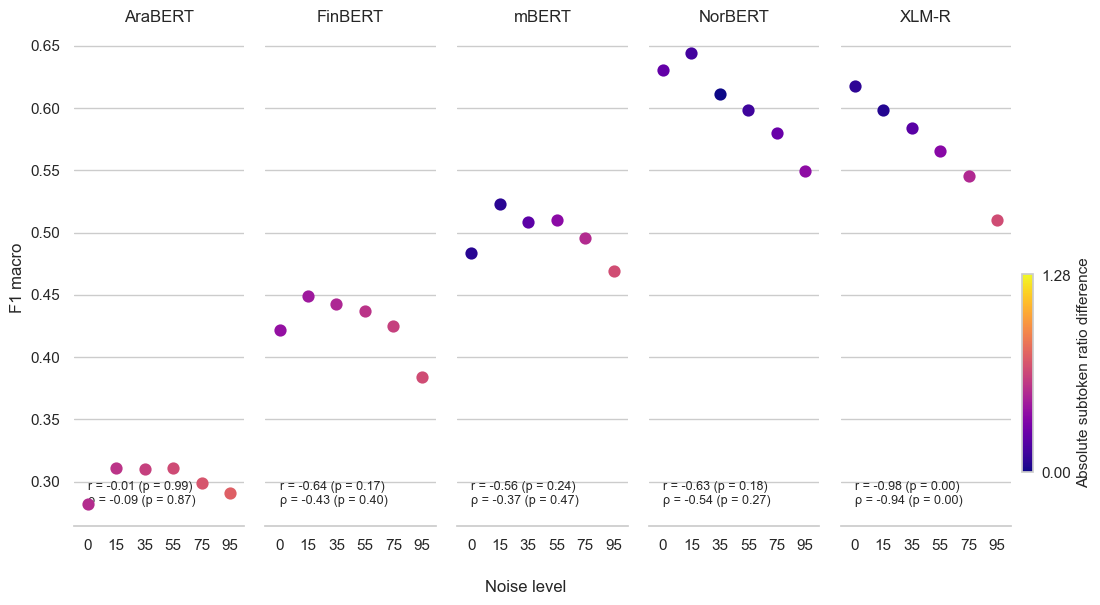 AraBERT FinBERT mBERT NorBERT XLM-R
0.65
0.60
0.55
0.50
0.45
0.40
0.35
0.30
F1 macro
r = -0.01 (p = 0.99)
ρ = -0.09 (p = 0.87)
r = -0.64 (p = 0.17)
ρ = -0.43 (p = 0.40)
r = -0.56 (p = 0.24)
ρ = -0.37 (p = 0.47)
r = -0.63 (p = 0.18)
ρ = -0.54 (p = 0.27)
r = -0.98 (p = 0.00)
ρ = -0.94 (p = 0.00)
0 15 35 55 75 95
0 15 35 55 75 95
0 15 35 55 75 95
0 15 35 55 75 95
0 15 35 55 75 95
Noise level
1.28
0.00
Absolute subtoken ratio difference